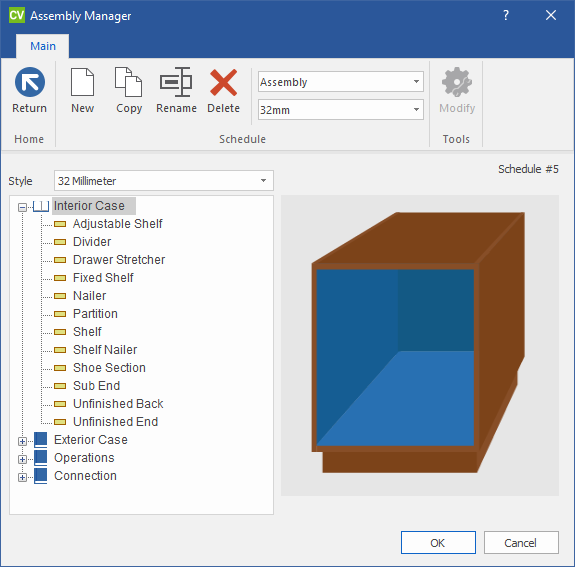 CV Assembly Manager ?
Main
Return New Copy Rename Delete Assembly 32mm Modify
Home Schedule Tools
Schedule #5
Style 32 Millimeter
Interior Case
Adjustable Shelf
Divider
Drawer Stretcher
Fixed Shelf
Nailer
Partition
Shelf
Shelf Nailer
Shoe Section
Sub End
Unfinished Back
Unfinished End
Exterior Case
Operations
Connection
OK Cancel